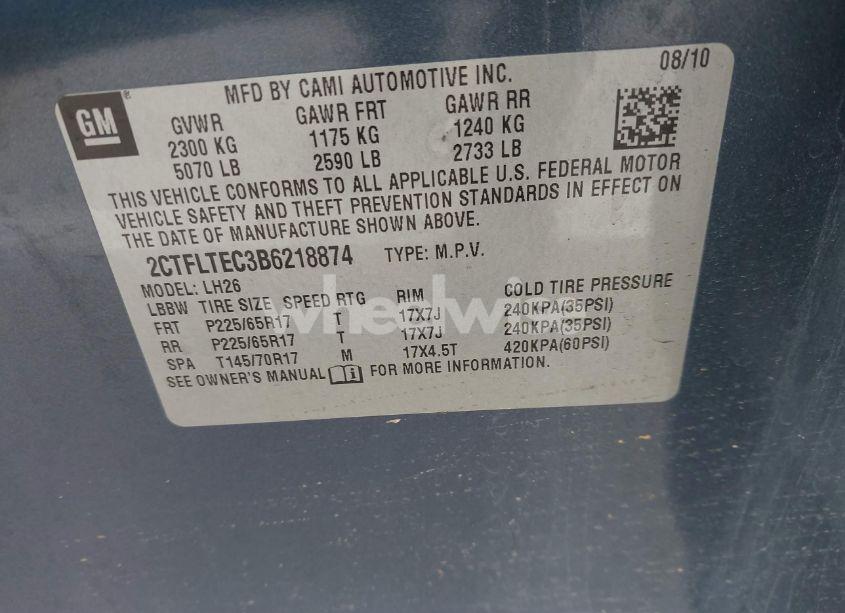 08/10
GM®
MFD BY CAMI AUTOMOTIVE INC.
GVWR GAWR FRT GAWR RR
2300 KG 1175 KG 1240 KG
5070 LB 2590 LB 2733 LB
THIS VEHICLE CONFORMS TO ALL APPLICABLE U.S. FEDERAL MOTOR
VEHICLE SAFETY AND THEFT PREVENTION STANDARDS IN EFFECT ON
THE DATE OF MANUFACTURE SHOWN ABOVE.
2CTFLTEC3B6218874 TYPE: M.P.V.
MODEL: LH26
LBBW TIRE SIZE SPEED RTG RIM COLD TIRE PRESSURE
FRT P225/65R17 T 17X7J 240KPA(35PSI)
RR P225/65R17 T 17X7J 240KPA(35PSI)
SPA T145/70R17 M 17X4.5T 420KPA(60PSI)
SEE OWNER'S MANUAL FOR MORE INFORMATION.